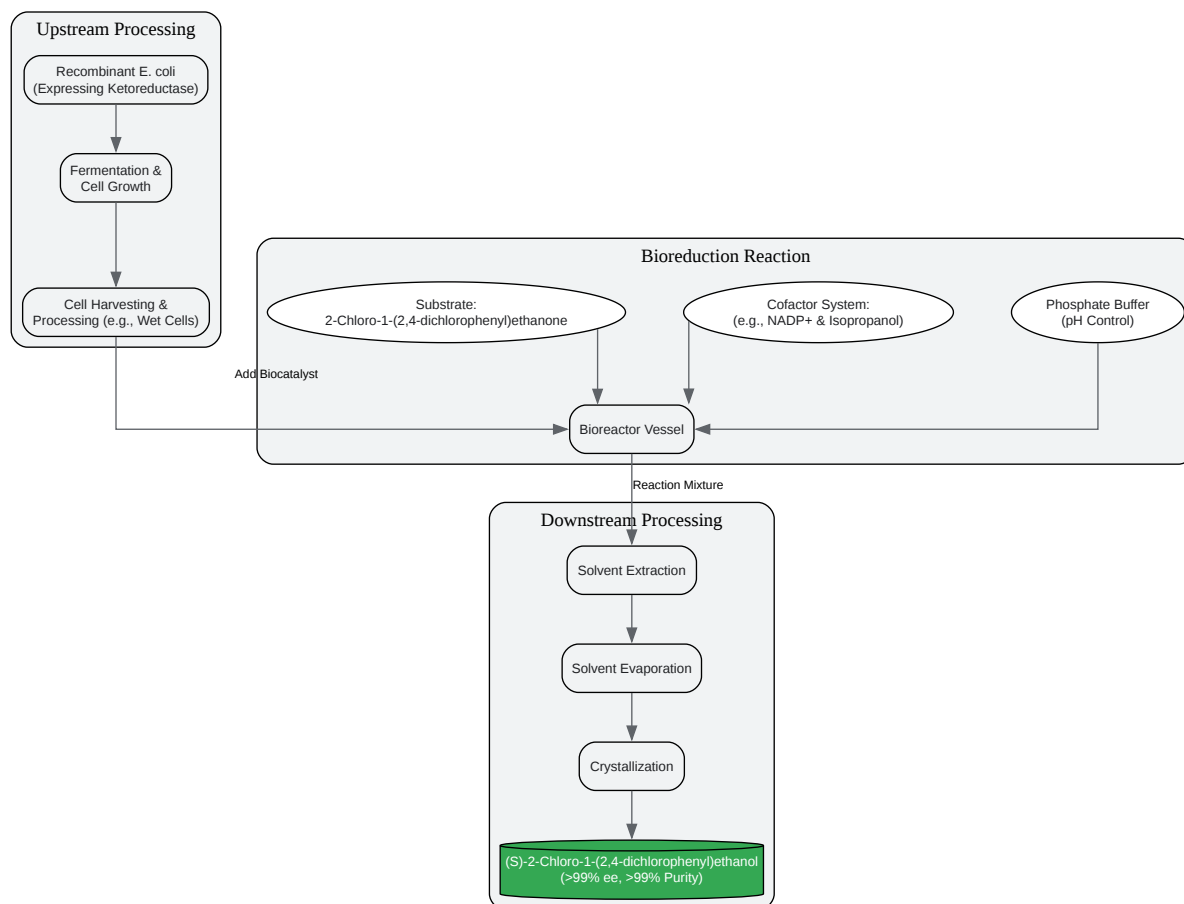 Upstream Processing
Recombinant E. coli
(Expressing Ketoreductase)
Fermentation &
Cell Growth
Cell Harvesting &
Processing (e.g., Wet Cells)
Bioreduction Reaction
Substrate:
2-Chloro-1-(2,4-dichlorophenyl)ethanone
Cofactor System:
(e.g., NADP+ & Isopropanol)
Phosphate Buffer
(pH Control)
Add Biocatalyst
Bioreactor Vessel
Reaction Mixture
Downstream Processing
Solvent Extraction
Solvent Evaporation
Crystallization
(S)-2-Chloro-1-(2,4-dichlorophenyl)ethanol
(>99% ee, >99% Purity)